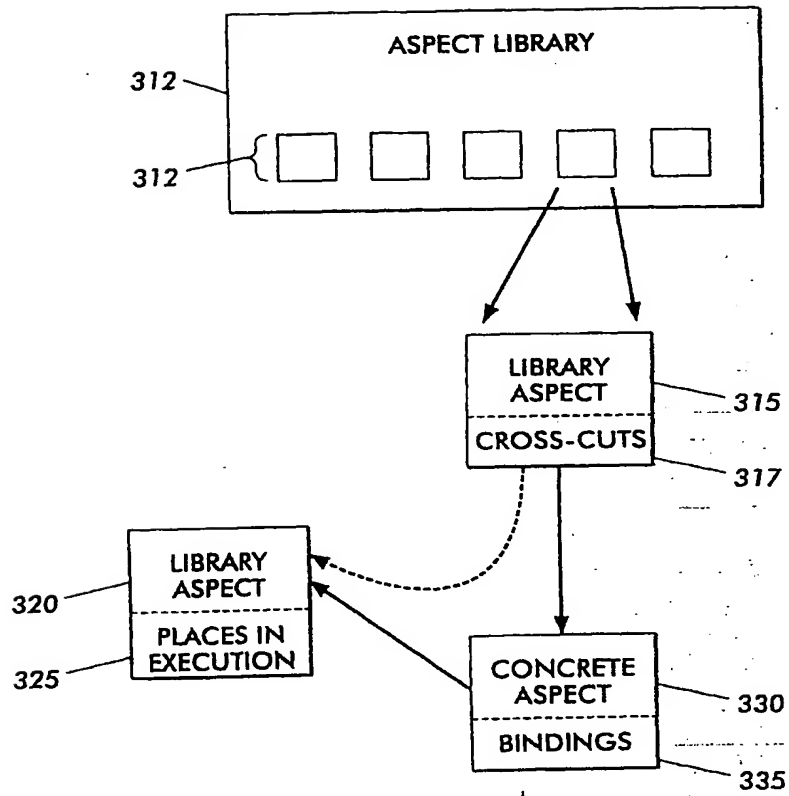 ASPECT LIBRARY
312
312
LIBRARY
ASPECT
315
CROSS-CUTS
317
LIBRARY
ASPECT
320
PLACES IN
EXECUTION
325
CONCRETE
ASPECT
330
BINDINGS
335